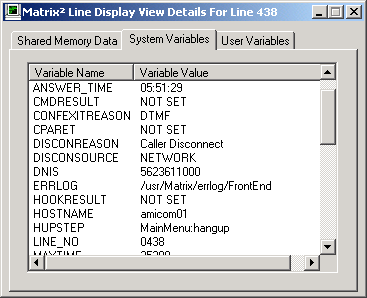 Matrix² Line Display View Details For Line 438
Shared Memory Data System Variables User Variables
Variable Name Variable Value
ANSWER_TIME 05:51:29
CMDRESULT NOT SET
CONFEXITREASON DTMF
CPARET NOT SET
DISCONREASON Caller Disconnect
DISCONSOURCE NETWORK
DNIS 5623611000
ERRLOG /usr/Matrix/errlog/FrontEnd
HOOKRESULT NOT SET
HOSTNAME amicom01
HUPSTEP MainMenu:hangup
LINE_NO 0438
MAXTIME